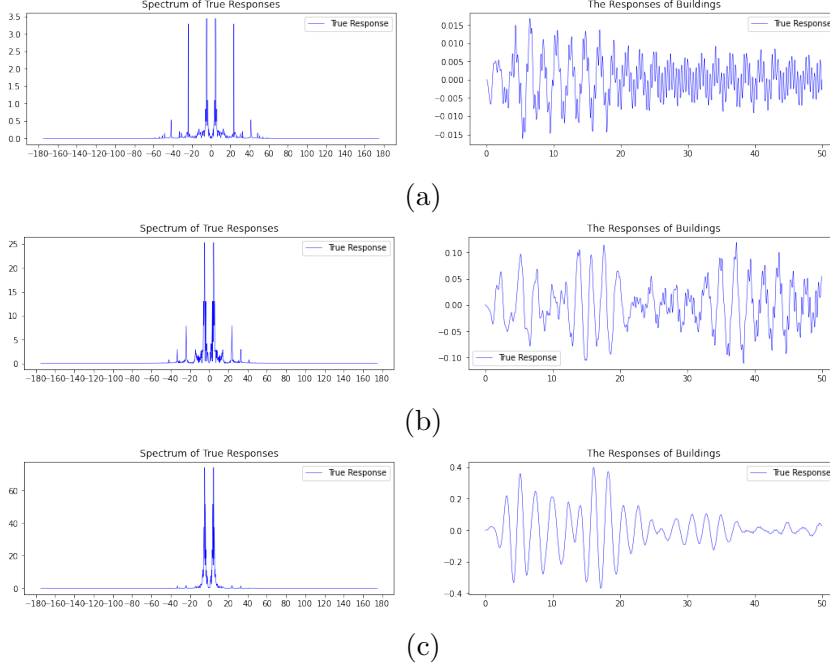 Spectrum of True Responses
The Responses of Buildings
3.5
3.0
2.5
2.0
1.5
1.0
0.5
0.0
True Response
−180−160−140−120−100−80 −60 −40 −20 0 20 40 60 80 100 120 140 160 180
0.015
0.010
0.005
0.000
−0.005
−0.010
−0.015
True Response
0 10 20 30 40 50
(a)
Spectrum of True Responses
The Responses of Buildings
25
20
15
10
5
0
True Response
−180−160−140−120−100−80 −60 −40 −20 0 20 40 60 80 100 120 140 160 180
0.10
0.05
0.00
−0.05
−0.10
True Response
0 10 20 30 40 50
(b)
Spectrum of True Responses
The Responses of Buildings
60
40
20
0
True Response
−180−160−140−120−100−80 −60 −40 −20 0 20 40 60 80 100 120 140 160 180
0.4
0.2
0.0
−0.2
−0.4
True Response
0 10 20 30 40 50
(c)